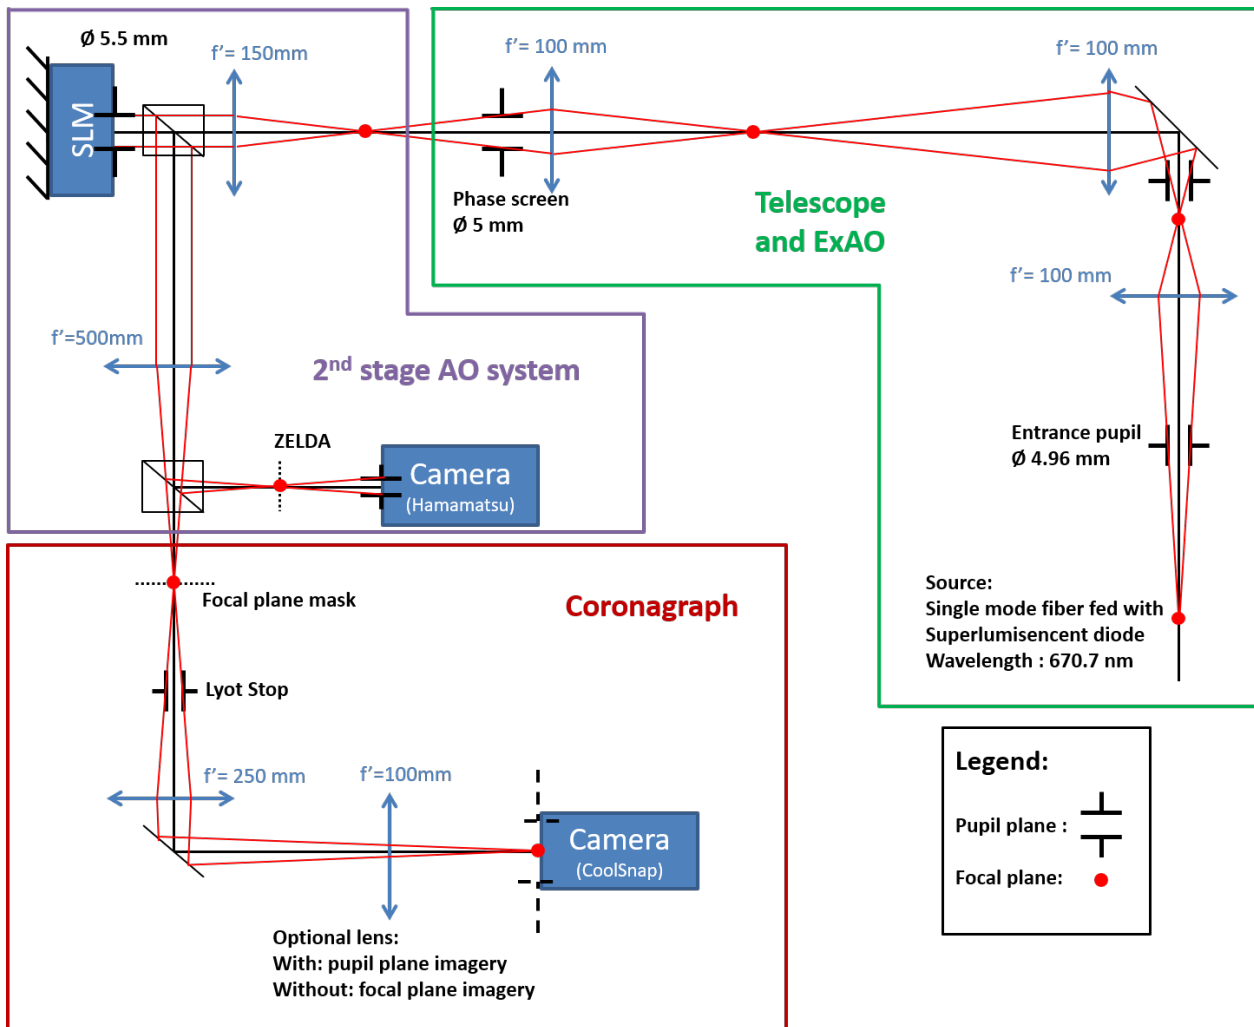 Ø 5.5 mm
f’= 150mm
f’= 100 mm
f’= 100 mm
SLM
Phase screen
Ø 5 mm
Telescope
and ExAO
f’= 100 mm
f’=500mm
2nd stage AO system
ZELDA
Camera
(Hamamatsu)
Entrance pupil
Ø 4.96 mm
Focal plane mask
Coronagraph
Source:
Single mode fiber fed with
Superlumisencent diode
Wavelength : 670.7 nm
Lyot Stop
f’= 250 mm
f’=100mm
Camera
(CoolSnap)
Optional lens:
With: pupil plane imagery
Without: focal plane imagery
Legend:
Pupil plane :
Focal plane: